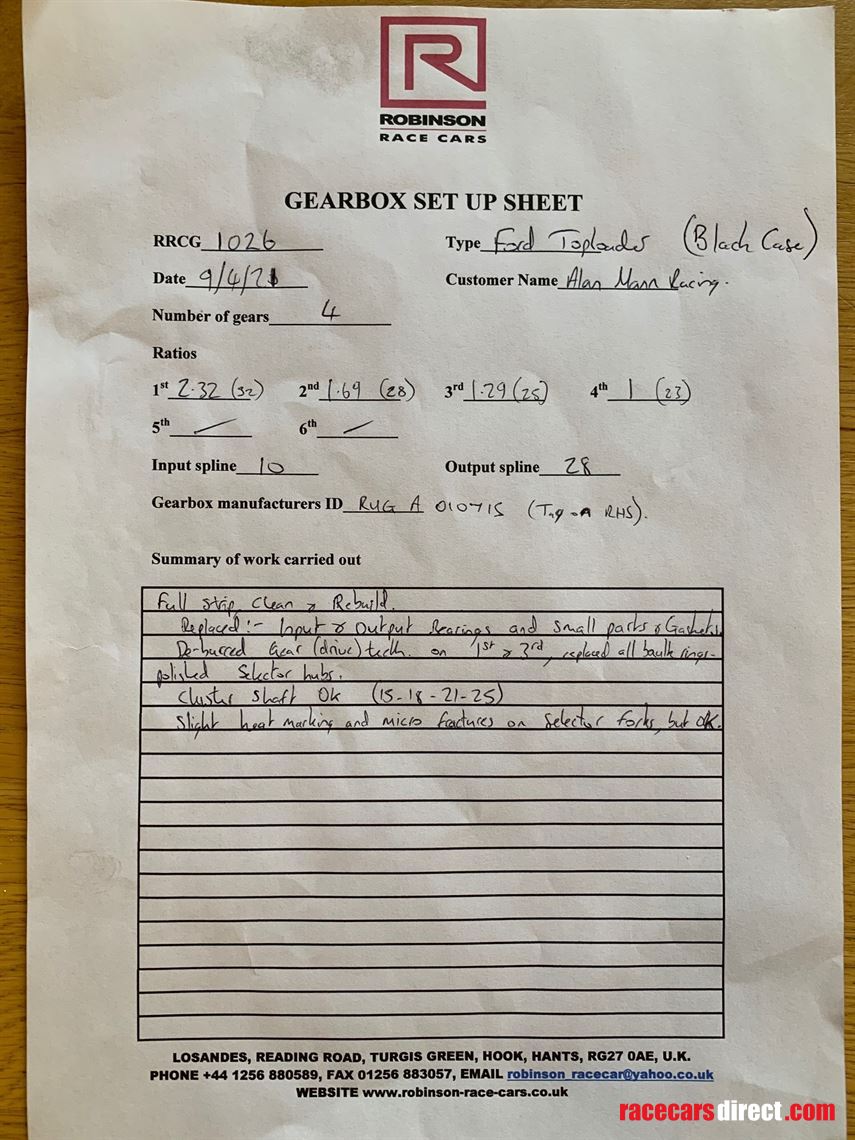 R
ROBINSON
RACE CARS
GEARBOX SET UP SHEET
RRCG 1026 Type Ford Toploader (Black Case)
Date 9/4/21 Customer Name Alan Mann Racing.
Number of gears 4
Ratios
1st 2.32 (32) 2nd 1.69 (28) 3rd 1.29 (25) 4th 1 (23)
5th — 6th —
Input spline 10 Output spline 28
Gearbox manufacturers ID RUG A 010715 (Tag on RHS).
Summary of work carried out
Full strip, Clean & Rebuild.
Replaced:- Input & Output Bearings and small parts & Gaskets.
De-burred Gear (drive) teeth. on 1st & 3rd, replaced all baulk rings-
polished Selector hubs.
Cluster Shaft OK (15-18-21-25)
Slight heat marking and micro fractures on Selector forks, but OK.
LOSANDES, READING ROAD, TURGIS GREEN, HOOK, HANTS, RG27 0AE, U.K.
PHONE +44 1256 880589, FAX 01256 883057, EMAIL robinson_racecar@yahoo.co.uk
WEBSITE www.robinson-race-cars.co.uk
racecarsdirect.com